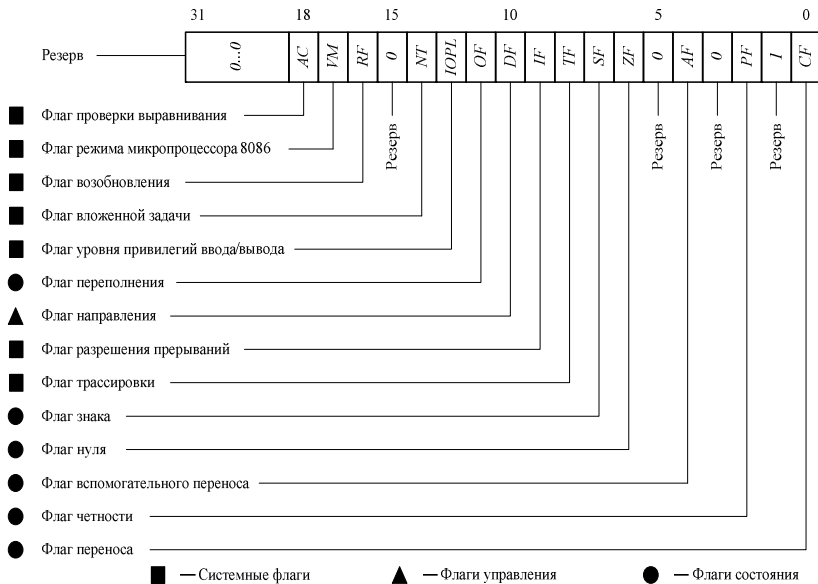 31 18 15 10 5 0
Резерв 0...0 AC VM RF 0 NT IOPL OF DF IF TF SF ZF 0 AF 0 PF 1 CF
Флаг проверки выравнивания
Резерв Резерв Резерв Резерв
Флаг режима микропроцессора 8086
Флаг возобновления
Флаг вложенной задачи
Флаг уровня привилегий ввода/вывода
Флаг переполнения
Флаг направления
Флаг разрешения прерываний
Флаг трассировки
Флаг знака
Флаг нуля
Флаг вспомогательного переноса
Флаг четности
Флаг переноса
— Системные флаги — Флаги управления — Флаги состояния